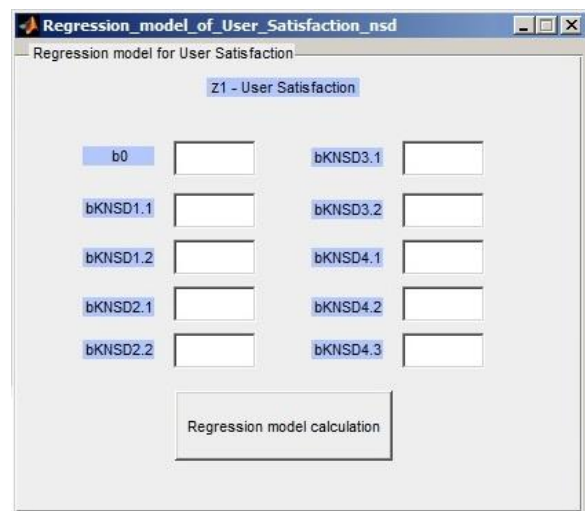 Regression_model_of_User_Satisfaction_nsd
Regression model for User Satisfaction
Z1 - User Satisfaction
b0
bKNSD3.1
bKNSD1.1
bKNSD3.2
bKNSD1.2
bKNSD4.1
bKNSD2.1
bKNSD4.2
bKNSD2.2
bKNSD4.3
Regression model calculation